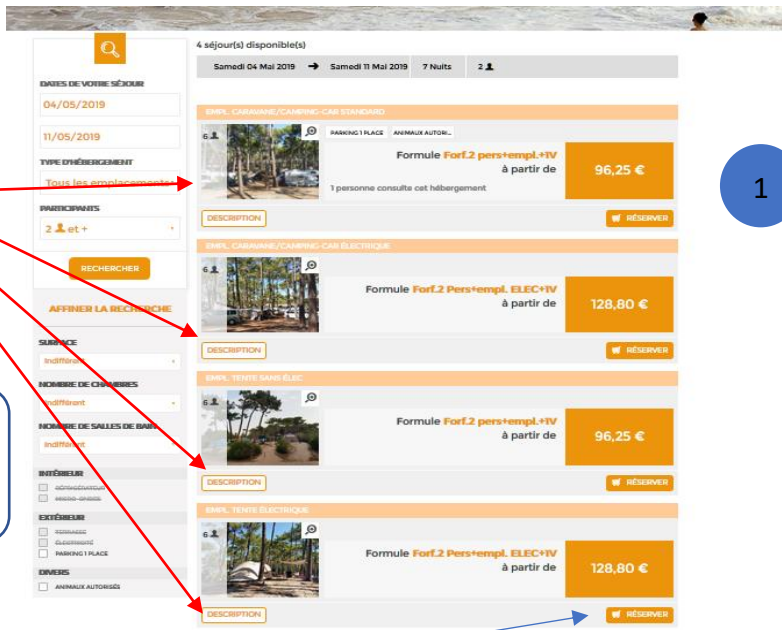 4 séjour(s) disponible(s)
Samedi 04 Mai 2019 → Samedi 11 Mai 2019 7 Nuits 2
DATES DE VOTRE SÉJOUR
04/05/2019
11/05/2019
TYPE D'HÉBERGEMENT
Tous les emplacements
PARTICIPANTS
2 et +
RECHERCHER
AFFINER LA RECHERCHE
SURFACE
Indifférent
NOMBRE DE CHAMBRES
Indifférent
NOMBRE DE SALLES DE BAIN
Indifférent
INTÉRIEUR
RÉFRIGÉRATEUR
MICRO-ONDES
EXTÉRIEUR
TERRASSE
ÉLECTRICITÉ
PARKING 1 PLACE
DIVERS
ANIMAUX AUTORISÉS
EMPL. CARAVANE/CAMPING-CAR STANDARD
6
PARKING 1 PLACE ANIMAUX AUTORI...
Formule Forf.2 pers+empl.+1V
à partir de
96,25 €
1 personne consulte cet hébergement
DESCRIPTION
RÉSERVER
EMPL. CARAVANE/CAMPING-CAR ÉLECTRIQUE
6
Formule Forf.2 Pers+empl. ELEC+1V
à partir de
128,80 €
DESCRIPTION
RÉSERVER
EMPL. TENTE SANS ÉLEC
6
Formule Forf.2 pers+empl.+1V
à partir de
96,25 €
DESCRIPTION
RÉSERVER
EMPL. TENTE ÉLECTRIQUE
6
Formule Forf.2 Pers+empl. ELEC+1V
à partir de
128,80 €
DESCRIPTION
RÉSERVER
1